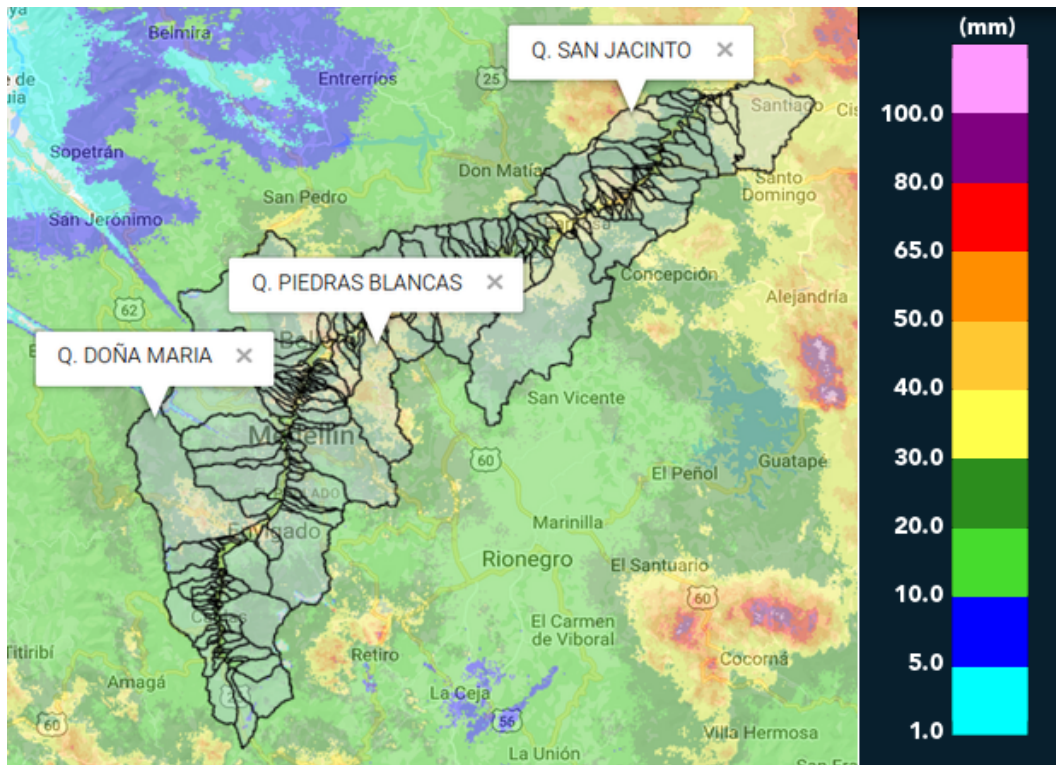 Belmira
Entrerríos
25
Q. SAN JACINTO ×
(mm)
Santiago
100.0
Sopetrán
Don Matía
80.0
San Pedro
Santo
Domingo
San Jerónimo
65.0
Q. PIEDRAS BLANCAS ×
Concepción
Alejandría
62
50.0
Q. DOÑA MARIA ×
40.0
San Vicente
Medellín
60
Guatapé
30.0
El Peñol
Marinilla
20.0
Envigado
Rionegro
El Santuario
60
10.0
El Carmen
de Viboral
Titiribí
Retiro
Cocorná
5.0
Amagá
La Ceja
60
56
Villa Hermosa
1.0
La Unión